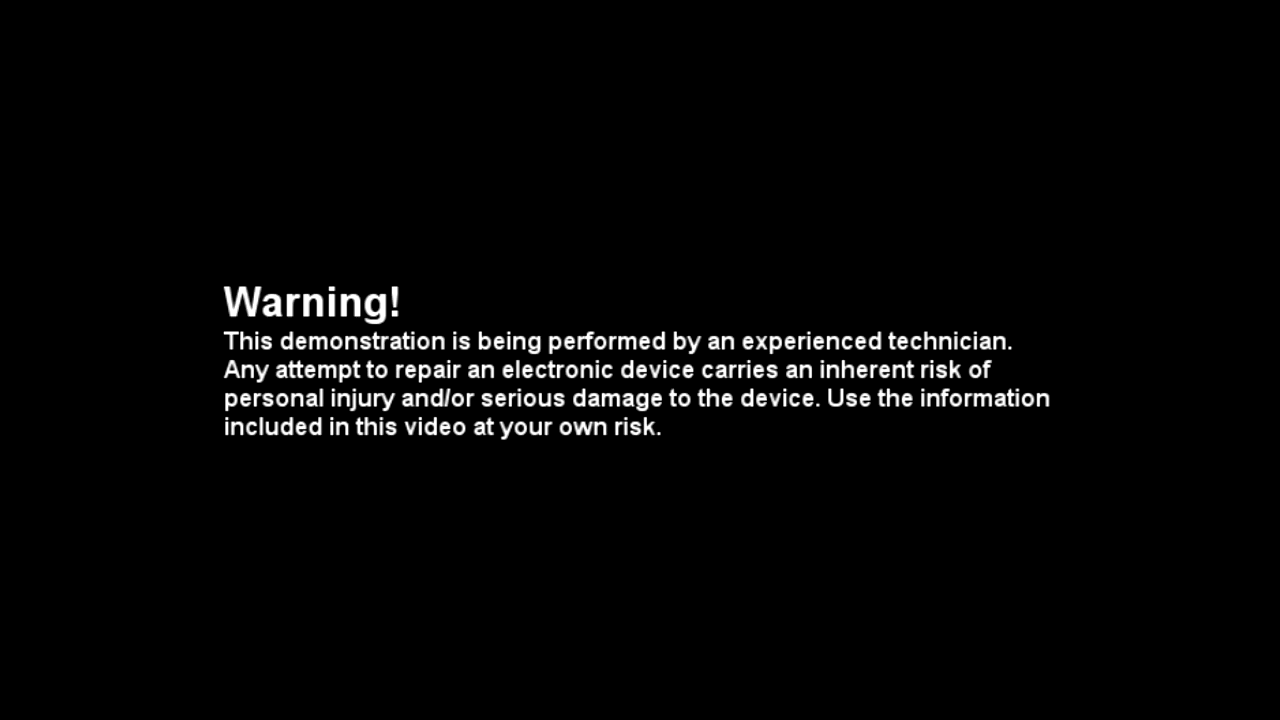 Warning!
This demonstration is being performed by an experienced technician.
Any attempt to repair an electronic device carries an inherent risk of
personal injury and/or serious damage to the device. Use the information
included in this video at your own risk.